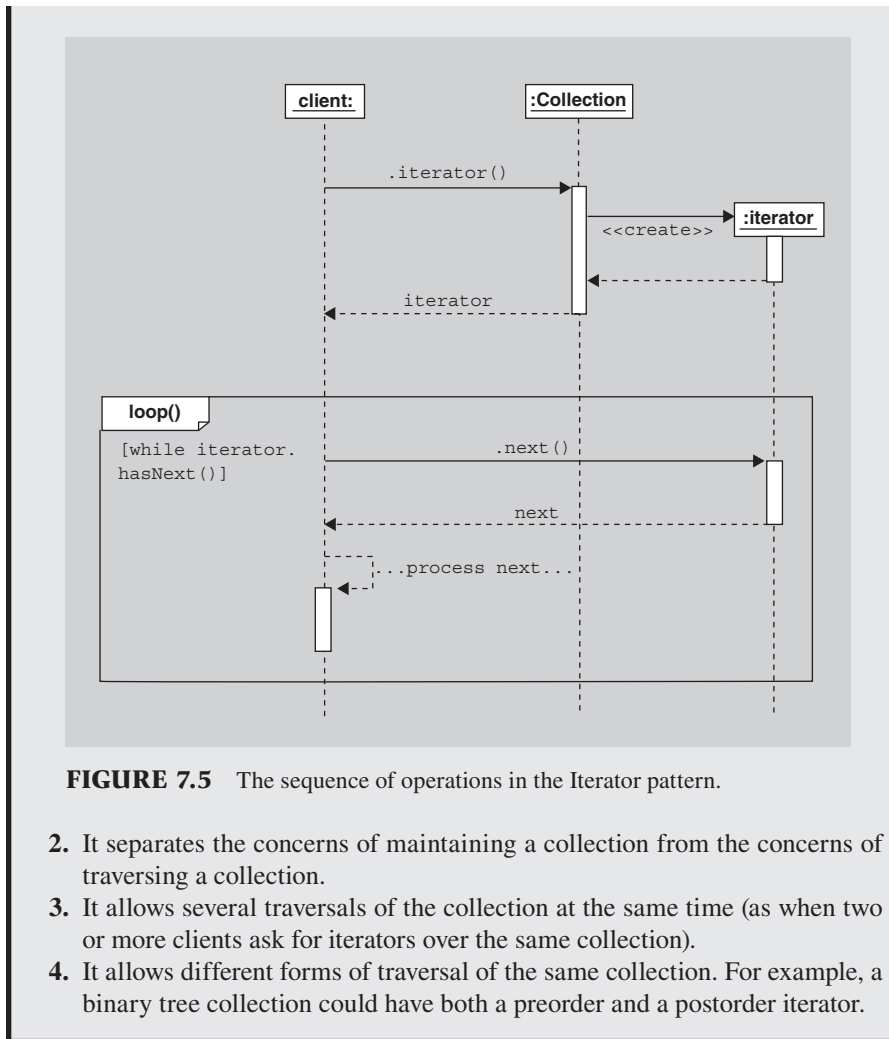 client:
:Collection
.iterator()
:iterator
<<create>>
iterator
loop()
[while iterator.
hasNext()]
.next()
next
...process next...
FIGURE 7.5 The sequence of operations in the Iterator pattern.
2. It separates the concerns of maintaining a collection from the concerns of
traversing a collection.
3. It allows several traversals of the collection at the same time (as when two
or more clients ask for iterators over the same collection).
4. It allows different forms of traversal of the same collection. For example, a
binary tree collection could have both a preorder and a postorder iterator.